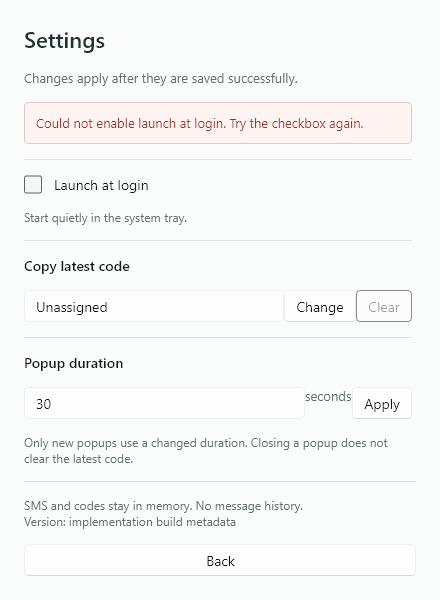 Settings
Changes apply after they are saved successfully.
Could not enable launch at login. Try the checkbox again.
Launch at login
Start quietly in the system tray.
Copy latest code
Unassigned Change Clear
Popup duration
30 seconds Apply
Only new popups use a changed duration. Closing a popup does not
clear the latest code.
SMS and codes stay in memory. No message history.
Version: implementation build metadata
Back